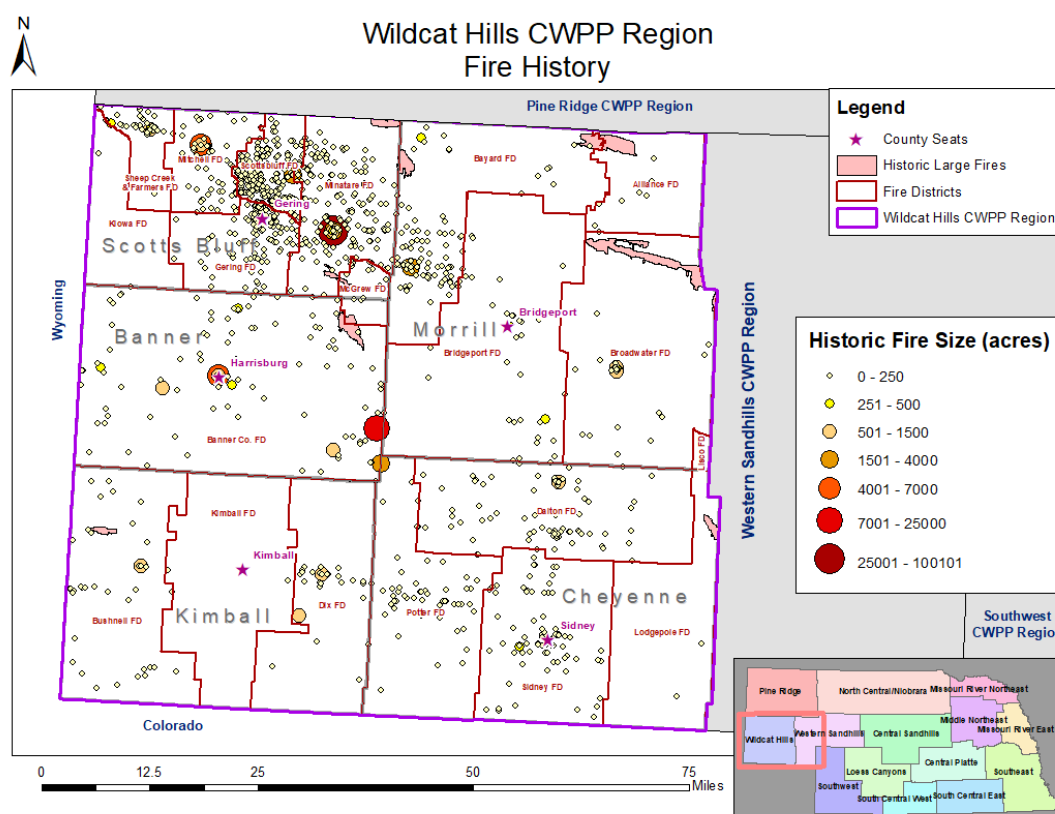 Wildcat Hills CWPP Region
Fire History
N
Pine Ridge CWPP Region
Legend
County Seats
Historic Large Fires
Fire Districts
Wildcat Hills CWPP Region
Mitchell FD
Scottsbluff FD
Sheep Creek
& Farmers FD
Minatare FD
Bayard FD
Alliance FD
Kiowa FD
Gering
Scotts Bluff
Gering FD
McGrew FD
Wyoming
Banner
Morrill
Bridgeport
Bridgeport FD
Broadwater FD
Harrisburg
Banner Co. FD
Lisco FD
Western Sandhills CWPP Region
Historic Fire Size (acres)
0 - 250
251 - 500
501 - 1500
1501 - 4000
4001 - 7000
7001 - 25000
25001 - 100101
Kimball FD
Dalton FD
Kimball
Dix FD
Bushnell FD
Kimball
Potter FD
Cheyenne
Sidney
Lodgepole FD
Sidney FD
Colorado
Southwest
CWPP Region
0
12.5
25
50
75
Miles
Pine Ridge
North Central/Niobrara
Missouri River Northeast
Wildcat Hills
Western Sandhills
Central Sandhills
Middle Northeast
Missouri River East
Loess Canyons
Central Platte
Southwest
Southeast
South Central West
South Central East